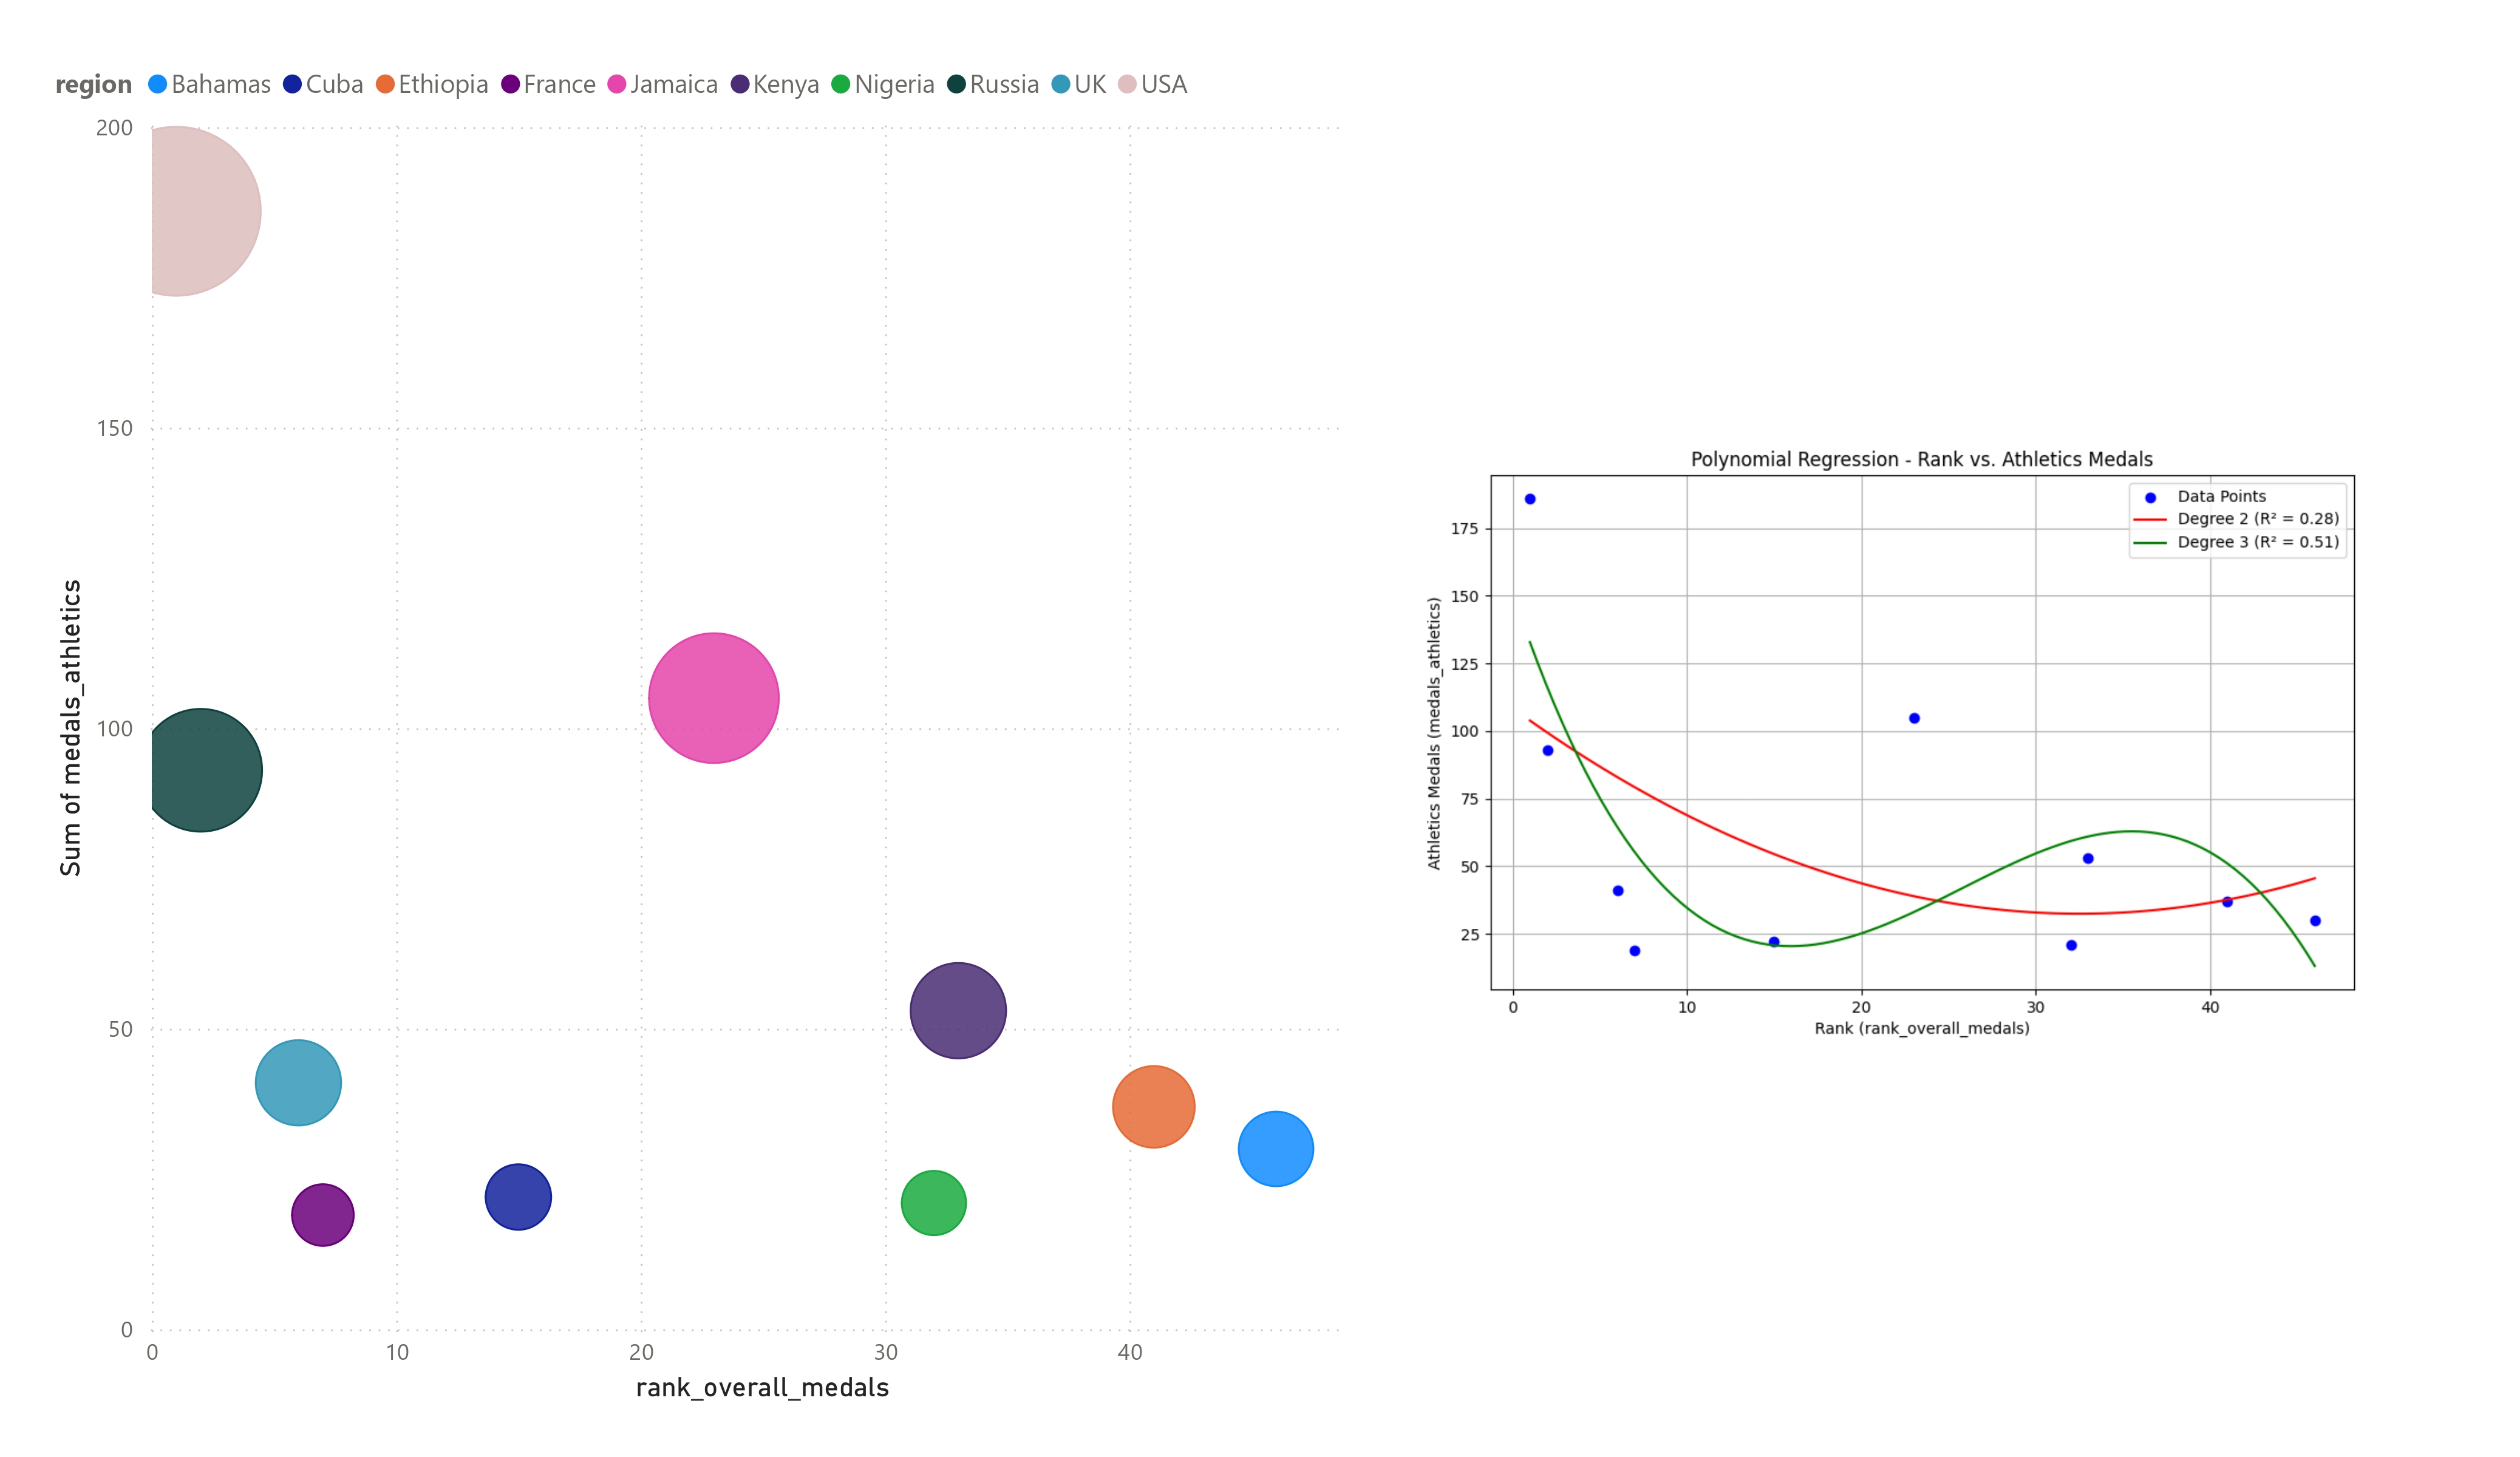 region Bahamas Cuba Ethiopia France Jamaica Kenya Nigeria Russia UK USA
200
150
100
50
0
Sum of medals_athletics
0 10 20 30 40
rank_overall_medals
Polynomial Regression - Rank vs. Athletics Medals
Data Points
Degree 2 (R² = 0.28)
Degree 3 (R² = 0.51)
175
150
125
100
75
50
25
Athletics Medals (medals_athletics)
0 10 20 30 40
Rank (rank_overall_medals)